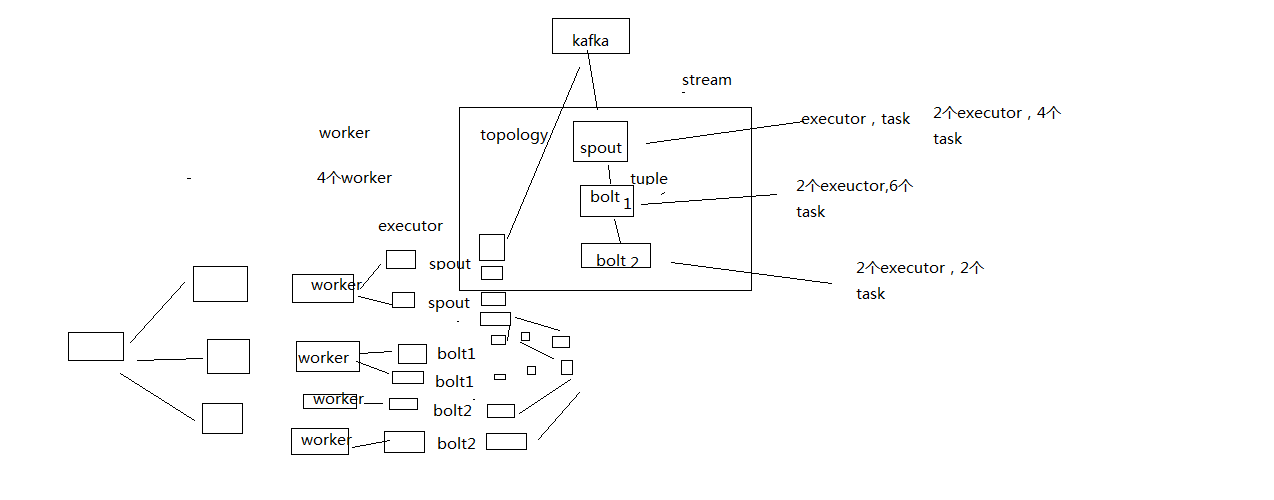 kafka
stream
executor，task
2个executor，4个
task
worker
topology
spout
4个worker
tuple
bolt
1
2个exeuctor,6个
task
executor
bolt
2
spout
2个executor，2个
task
worker
spout
worker
bolt1
bolt1
worker
bolt2
worker
bolt2